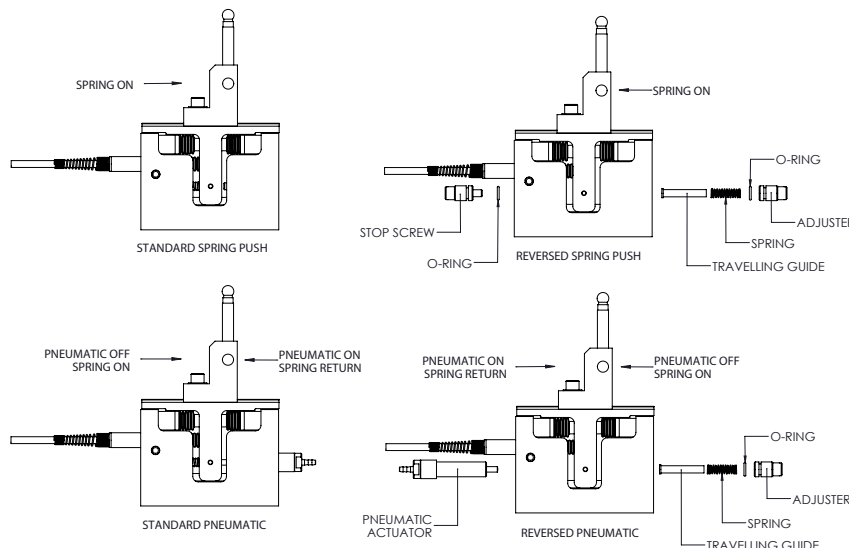 SPRING ON
STANDARD SPRING PUSH
SPRING ON
O-RING
ADJUSTER
SPRING
TRAVELLING GUIDE
STOP SCREW
O-RING
REVERSED SPRING PUSH
PNEUMATIC OFF
SPRING ON
PNEUMATIC ON
SPRING RETURN
STANDARD PNEUMATIC
PNEUMATIC ON
SPRING RETURN
PNEUMATIC OFF
SPRING ON
O-RING
ADJUSTER
SPRING
TRAVELLING GUIDE
PNEUMATIC
ACTUATOR
REVERSED PNEUMATIC